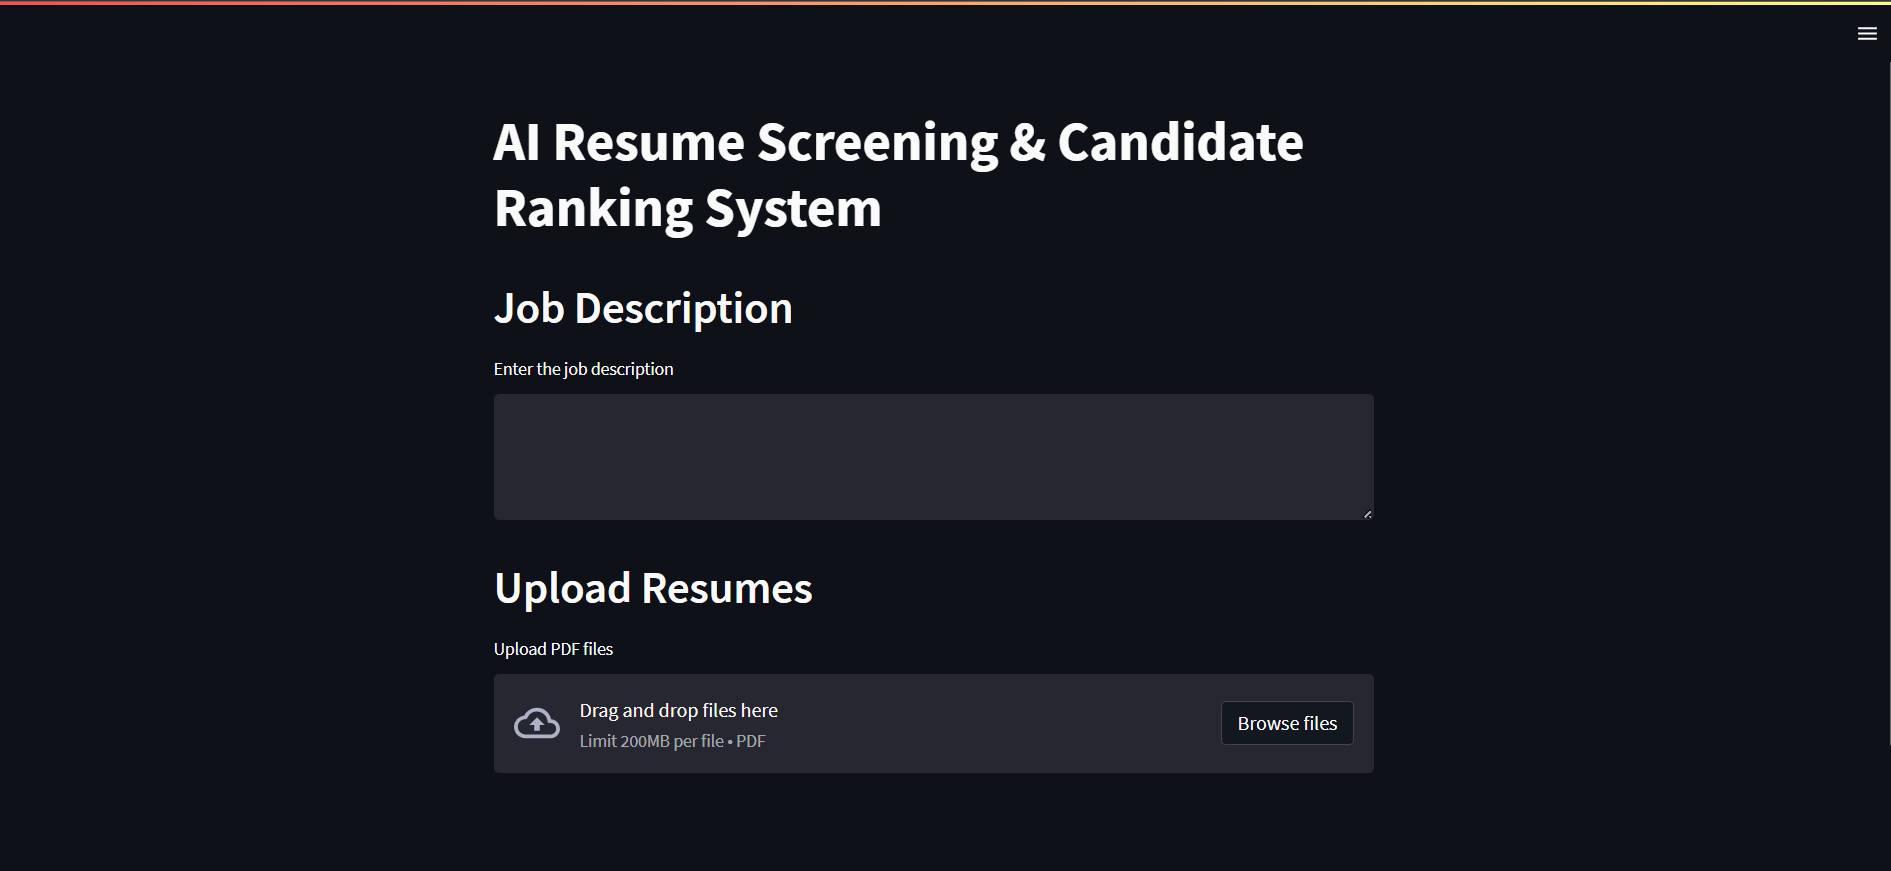 AI Resume Screening & Candidate
Ranking System
Job Description
Enter the job description
Upload Resumes
Upload PDF files
Drag and drop files here
Limit 200MB per file • PDF
Browse files